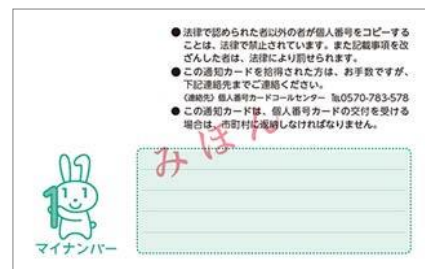 ● 法律で認められた者以外の者が個人番号をコピーする
ことは、法律で禁止されています。また記載事項を改
ざんした者は、法律により罰せられます。
● この通知カードを拾得された方は、お手数ですが、
下記連絡先までご連絡ください。
〈連絡先〉個人番号カードコールセンター ℡0570-783-578
● この通知カードは、個人番号カードの交付を受ける
場合は、市町村に返納しなければなりません。
みほん
1
マイナンバー